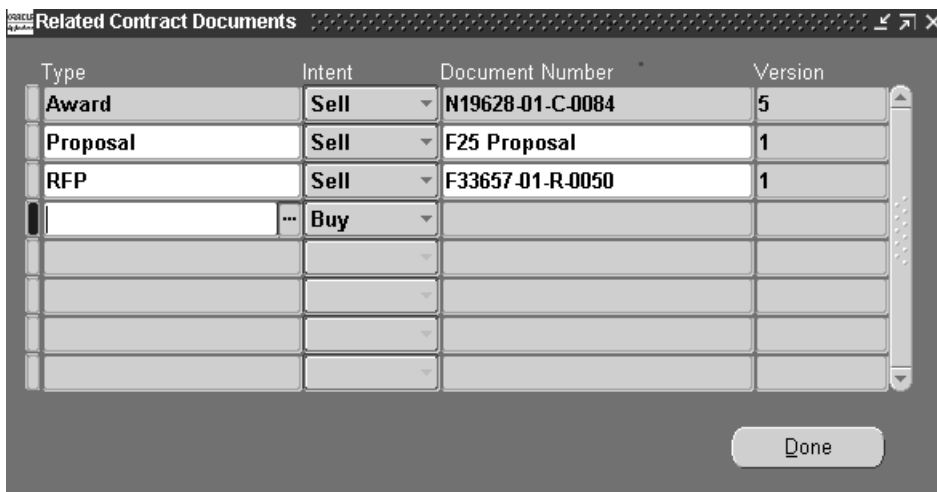 ORACLE
Related Contract Documents
Type Intent Document Number Version
Award Sell N19628-01-C-0084 5
Proposal Sell F25 Proposal 1
RFP Sell F33657-01-R-0050 1
... Buy
Done